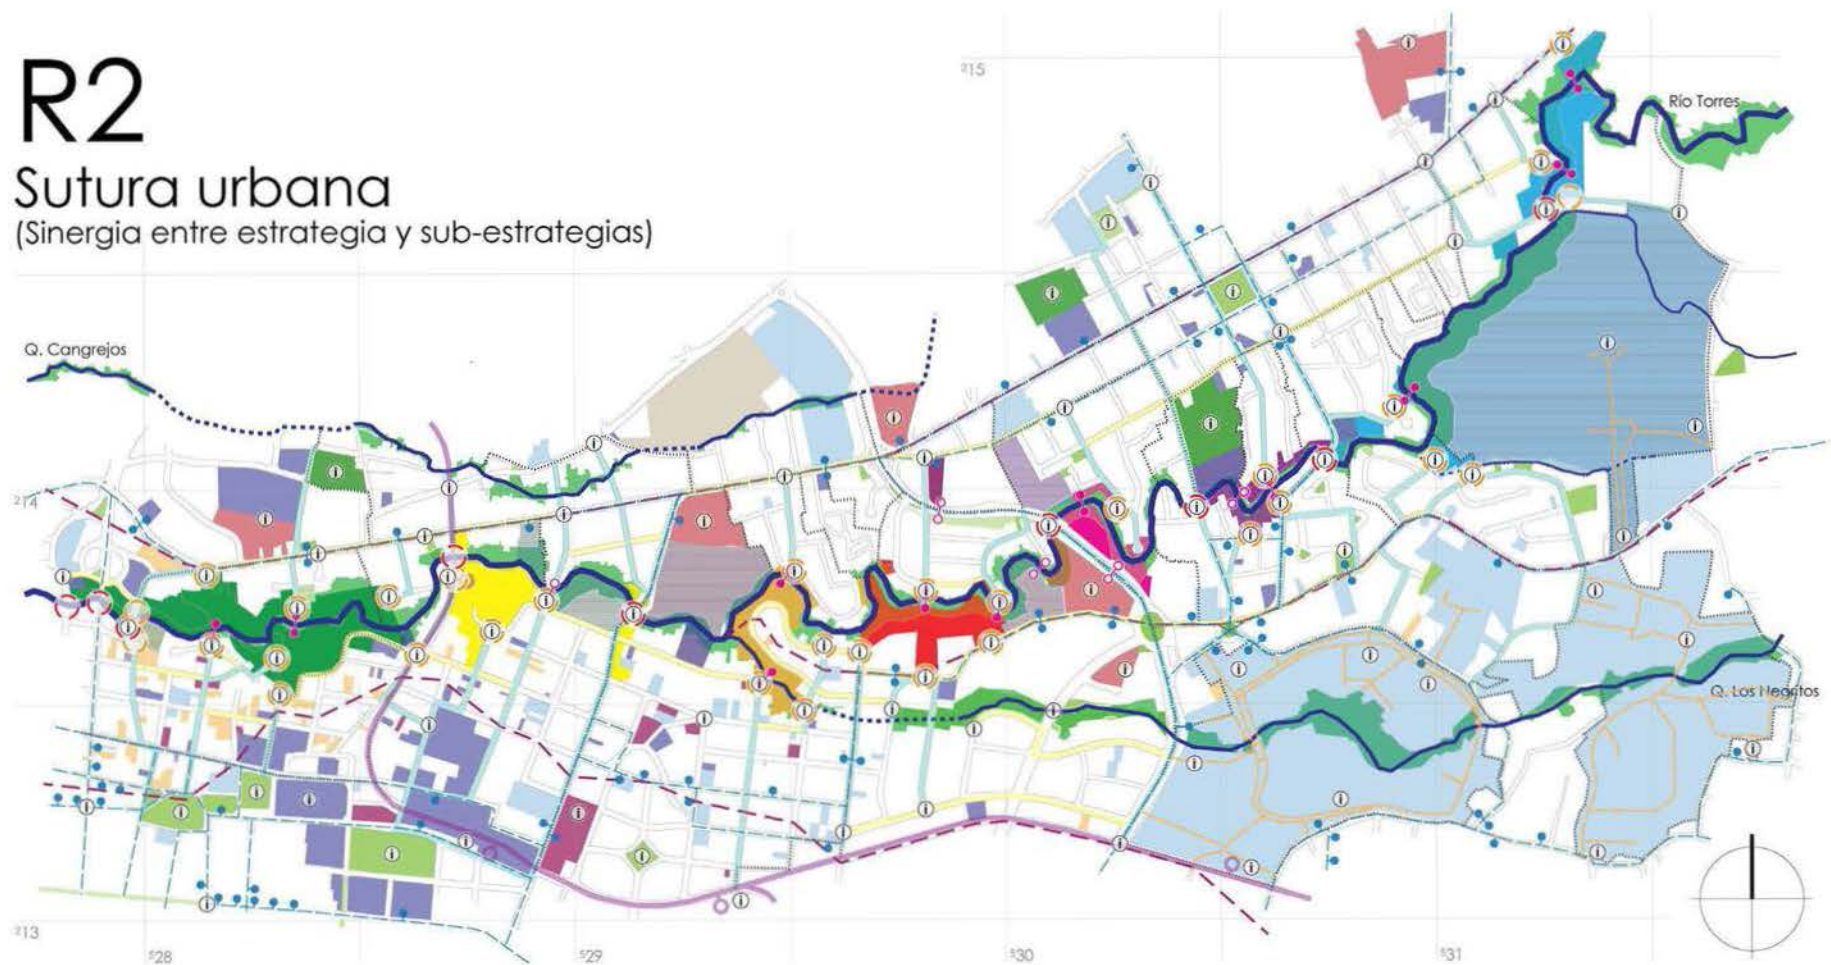 R2
Sutura urbana
(Sinergia entre estrategia y sub-estrategias)
215
Río Torres
Q. Cangrejos
214
Q. Los Negritos
213
528
529
530
531